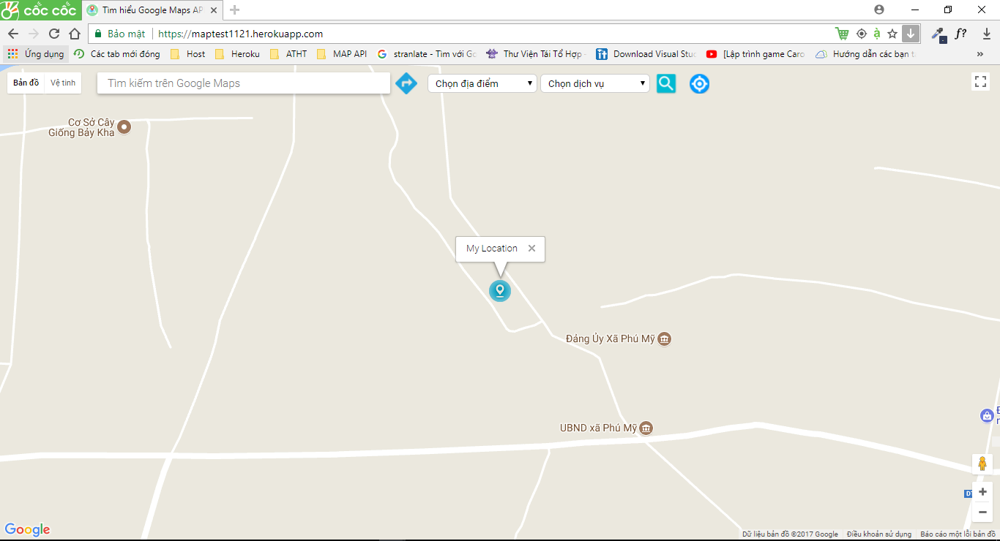 cốc cốc
Tìm hiểu Google Maps AP
Bảo mật
https://maptest1121.herokuapp.com
Ứng dụng
Các tab mới đóng
Host
Heroku
ATHT
MAP API
stranlate - Tìm với Gc
Thư Viện Tái Tổ Hợp -
Download Visual Stud
[Lập trình game Caro
Hướng dẫn các bạn t
Bản đồ
Vệ tinh
Tìm kiếm trên Google Maps
Chọn địa điểm
Chọn dịch vụ
Cơ Sở Cây
Giống Bảy Kha
My Location
Đảng Ủy Xã Phú Mỹ
UBND xã Phú Mỹ
Google
Dữ liệu bản đồ ©2017 Google
Điều khoản sử dụng
Báo cáo một lỗi bản đồ